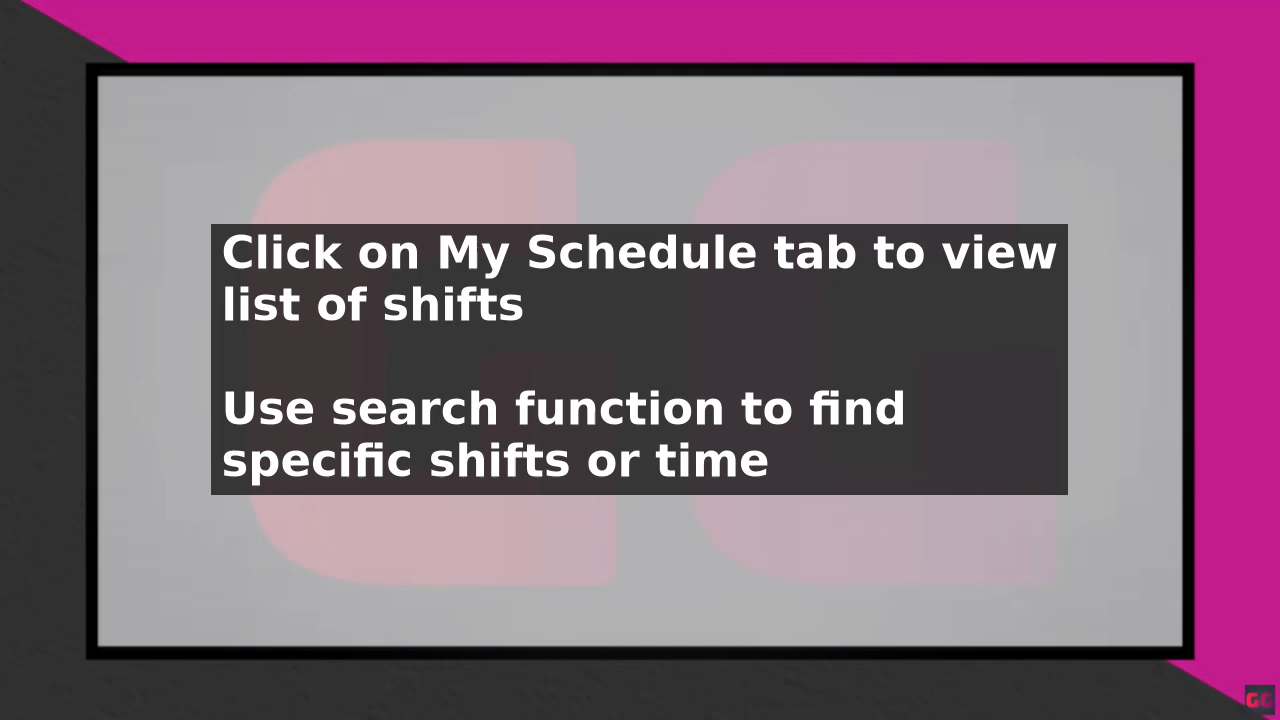 Click on My Schedule tab to view
list of shifts
Use search function to find
specific shifts or time
GG